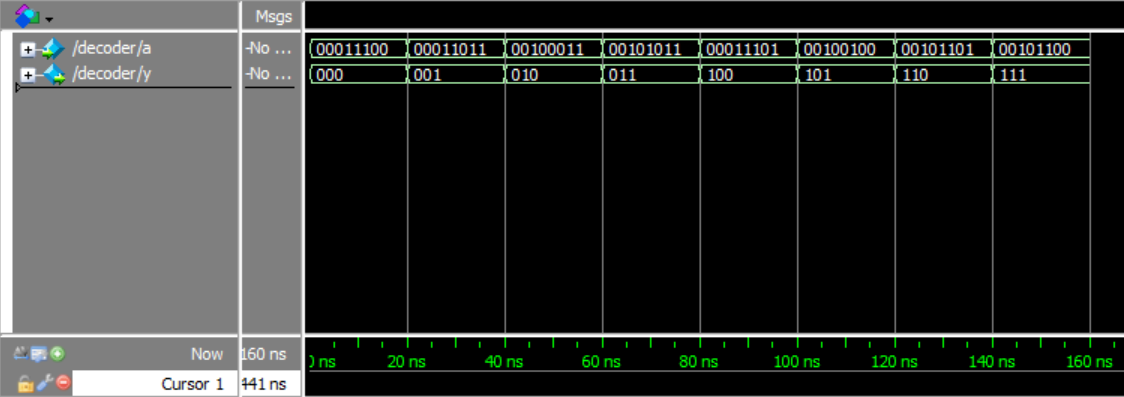 Msgs
/decoder/a -No ... 00011100 00011011 00100011 00101011 00011101 00100100 00101101 00101100
/decoder/y -No ... 000 001 010 011 100 101 110 111
Now 160 ns 0 ns 20 ns 40 ns 60 ns 80 ns 100 ns 120 ns 140 ns 160 ns
Cursor 1 441 ns